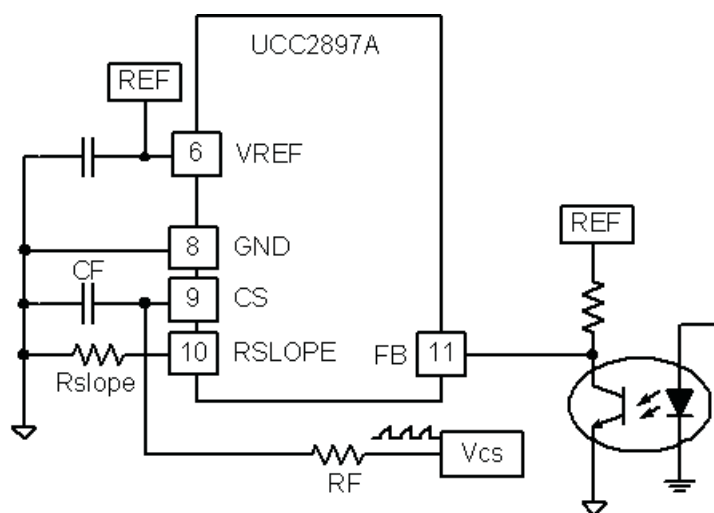 UCC2897A
REF
6 VREF
8 GND
CF
9 CS
10 RSLOPE
Rslope
FB 11
REF
RF
Vcs